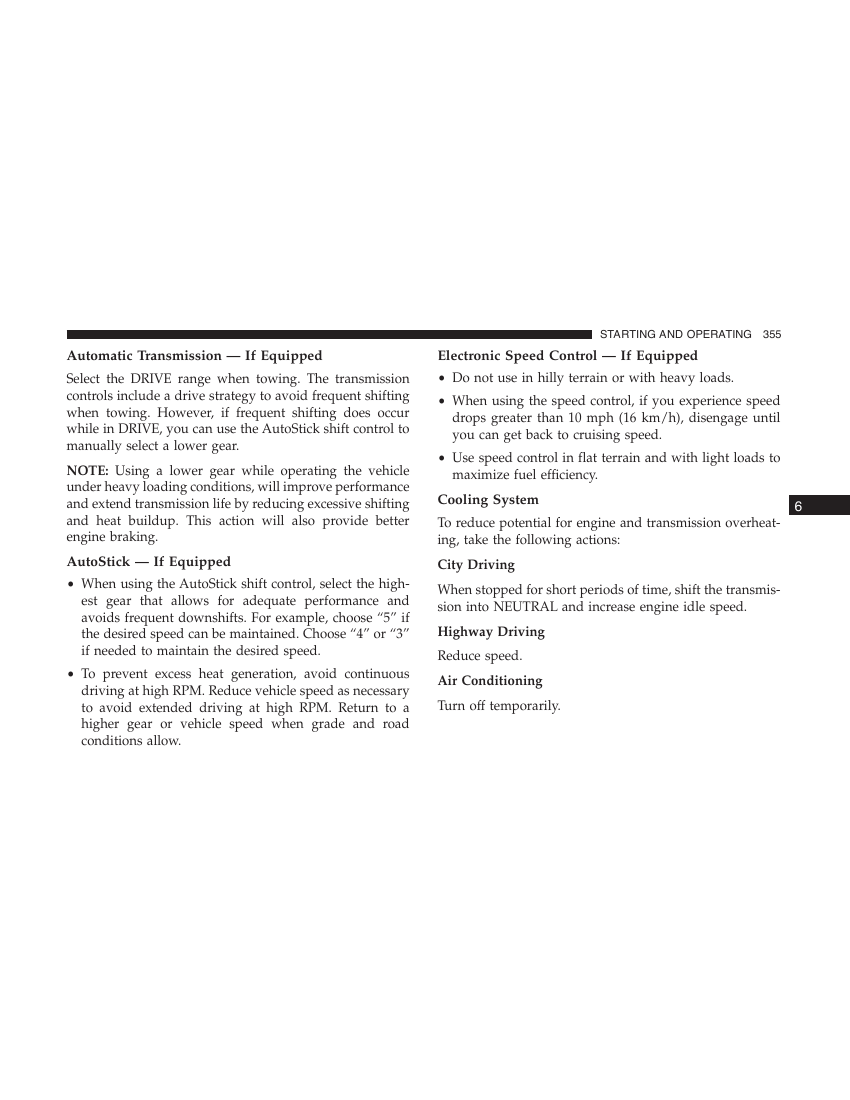 STARTING AND OPERATING 355
Automatic Transmission — If Equipped
Select the DRIVE range when towing. The transmission
controls include a drive strategy to avoid frequent shifting
when towing. However, if frequent shifting does occur
while in DRIVE, you can use the AutoStick shift control to
manually select a lower gear.
NOTE: Using a lower gear while operating the vehicle
under heavy loading conditions, will improve performance
and extend transmission life by reducing excessive shifting
and heat buildup. This action will also provide better
engine braking.
AutoStick — If Equipped
• When using the AutoStick shift control, select the high-
est gear that allows for adequate performance and
avoids frequent downshifts. For example, choose “5” if
the desired speed can be maintained. Choose “4” or “3”
if needed to maintain the desired speed.
• To prevent excess heat generation, avoid continuous
driving at high RPM. Reduce vehicle speed as necessary
to avoid extended driving at high RPM. Return to a
higher gear or vehicle speed when grade and road
conditions allow.
Electronic Speed Control — If Equipped
• Do not use in hilly terrain or with heavy loads.
• When using the speed control, if you experience speed
drops greater than 10 mph (16 km/h), disengage until
you can get back to cruising speed.
• Use speed control in flat terrain and with light loads to
maximize fuel efficiency.
Cooling System
To reduce potential for engine and transmission overheat-
ing, take the following actions:
City Driving
When stopped for short periods of time, shift the transmis-
sion into NEUTRAL and increase engine idle speed.
Highway Driving
Reduce speed.
Air Conditioning
Turn off temporarily.
6